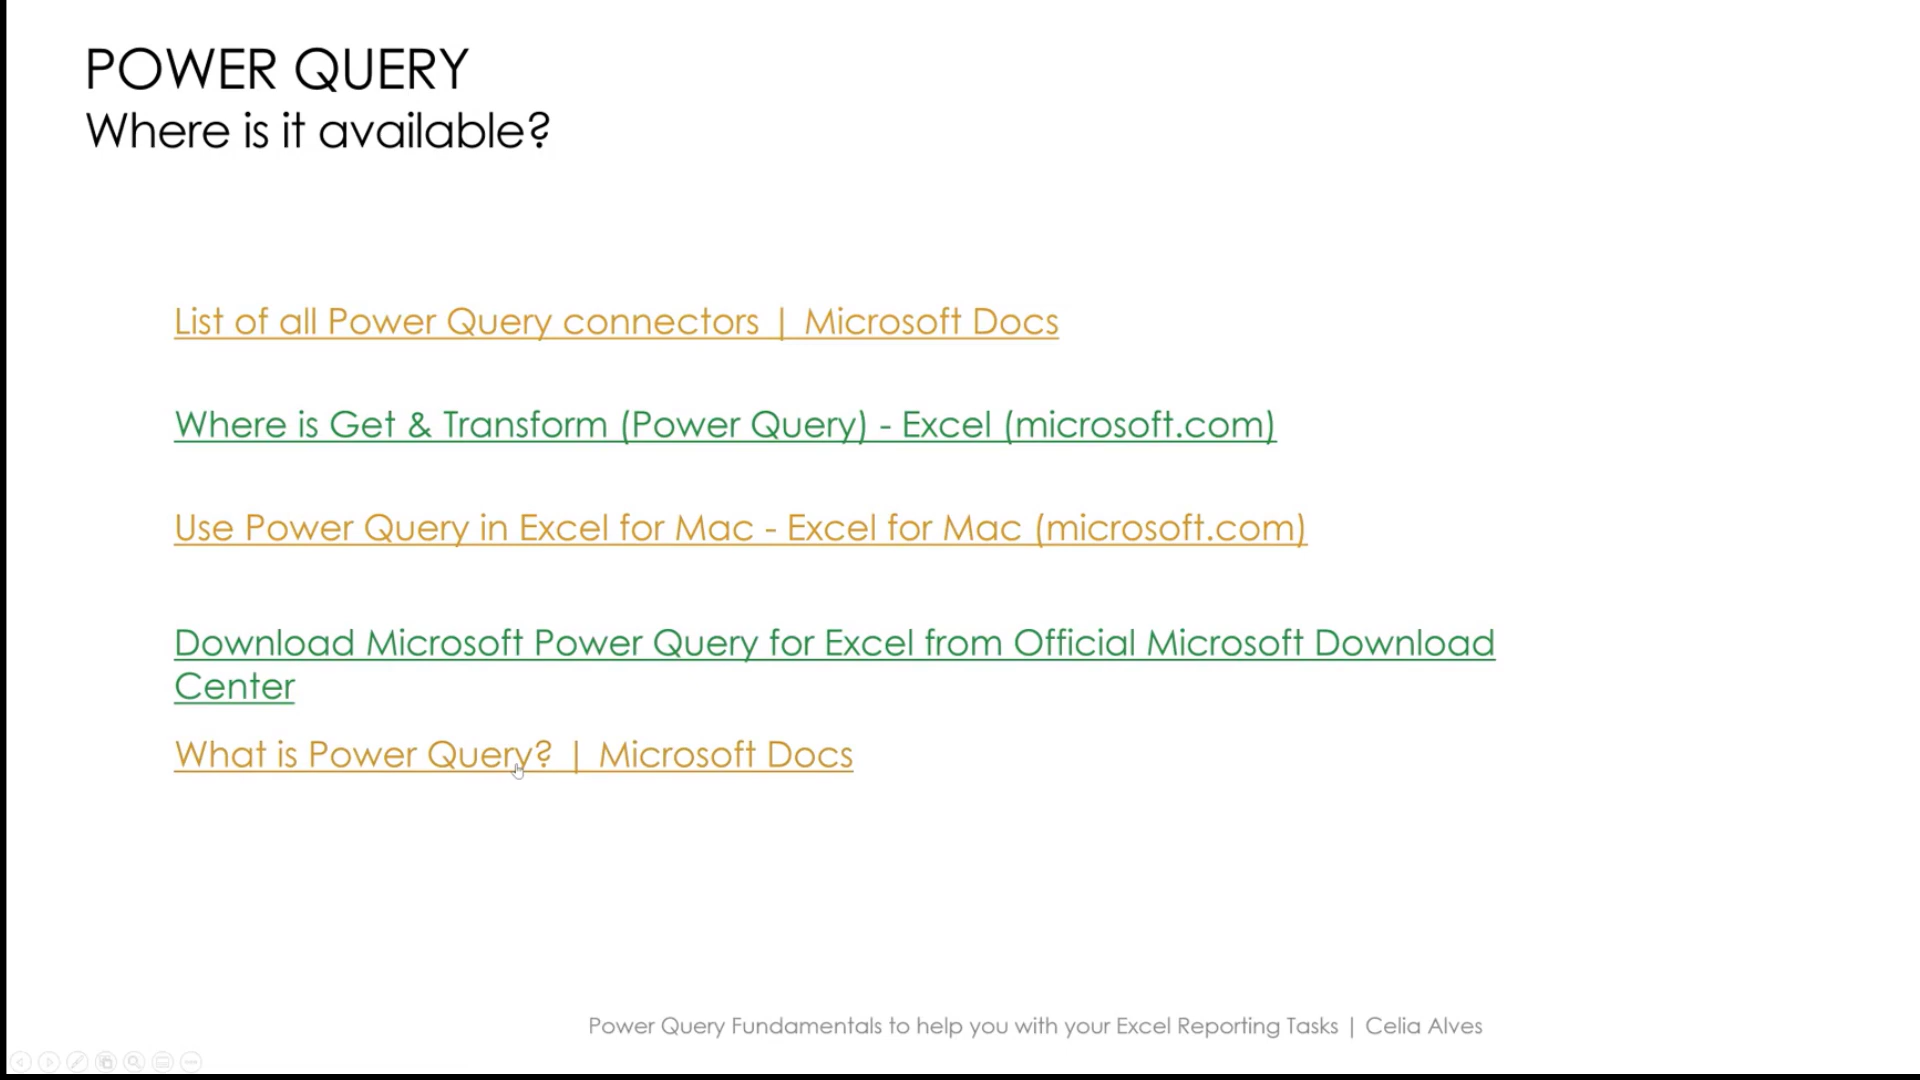 POWER QUERY
Where is it available?
List of all Power Query connectors | Microsoft Docs
Where is Get & Transform (Power Query) - Excel (microsoft.com)
Use Power Query in Excel for Mac - Excel for Mac (microsoft.com)
Download Microsoft Power Query for Excel from Official Microsoft Download
Center
What is Power Query? | Microsoft Docs
Power Query Fundamentals to help you with your Excel Reporting Tasks | Celia Alves